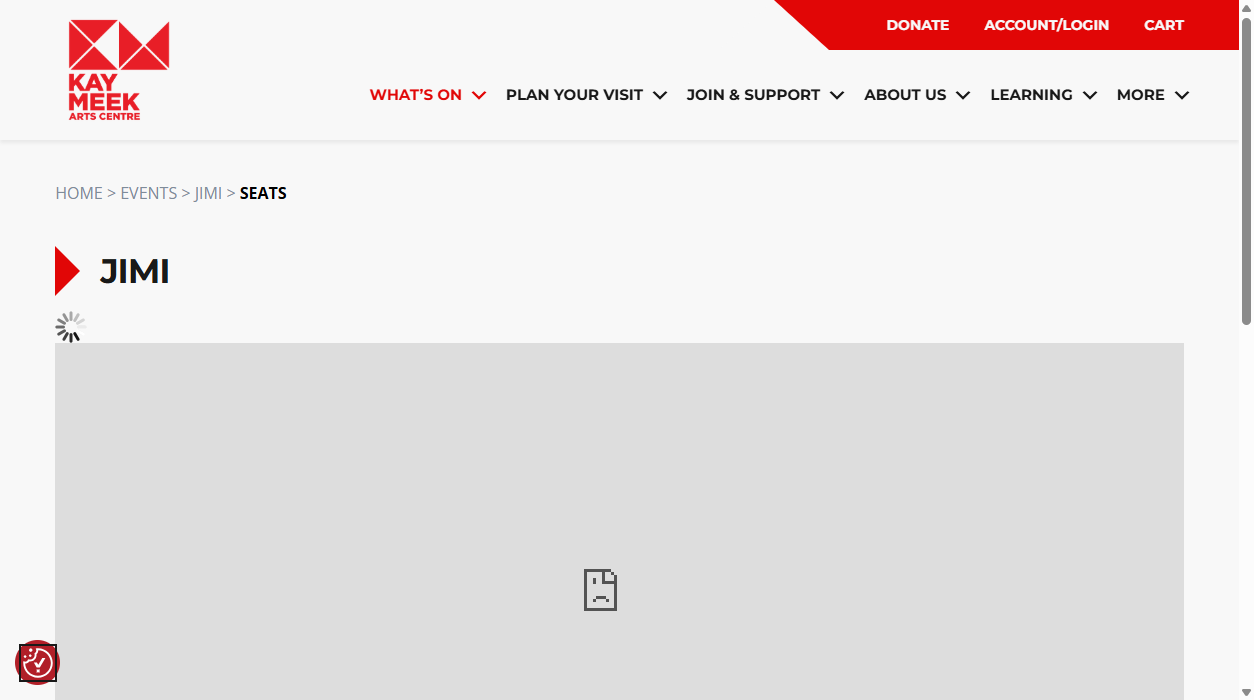 DONATE ACCOUNT/LOGIN CART
KAY
MEEK
ARTS CENTRE
WHAT'S ON PLAN YOUR VISIT JOIN & SUPPORT ABOUT US LEARNING MORE
HOME > EVENTS > JIMI > SEATS
JIMI